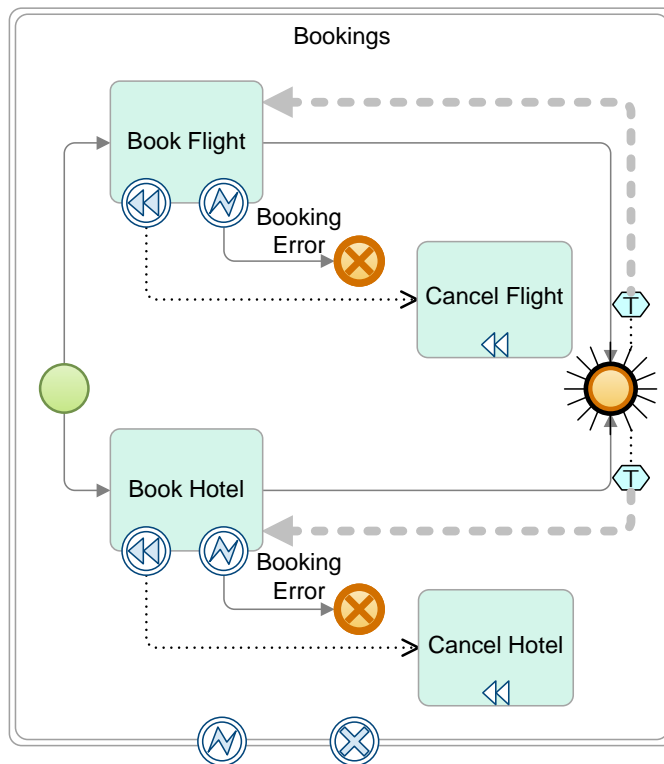 Bookings
Book Flight
Booking
Error
Cancel Flight
T
Book Hotel
T
Booking
Error
Cancel Hotel